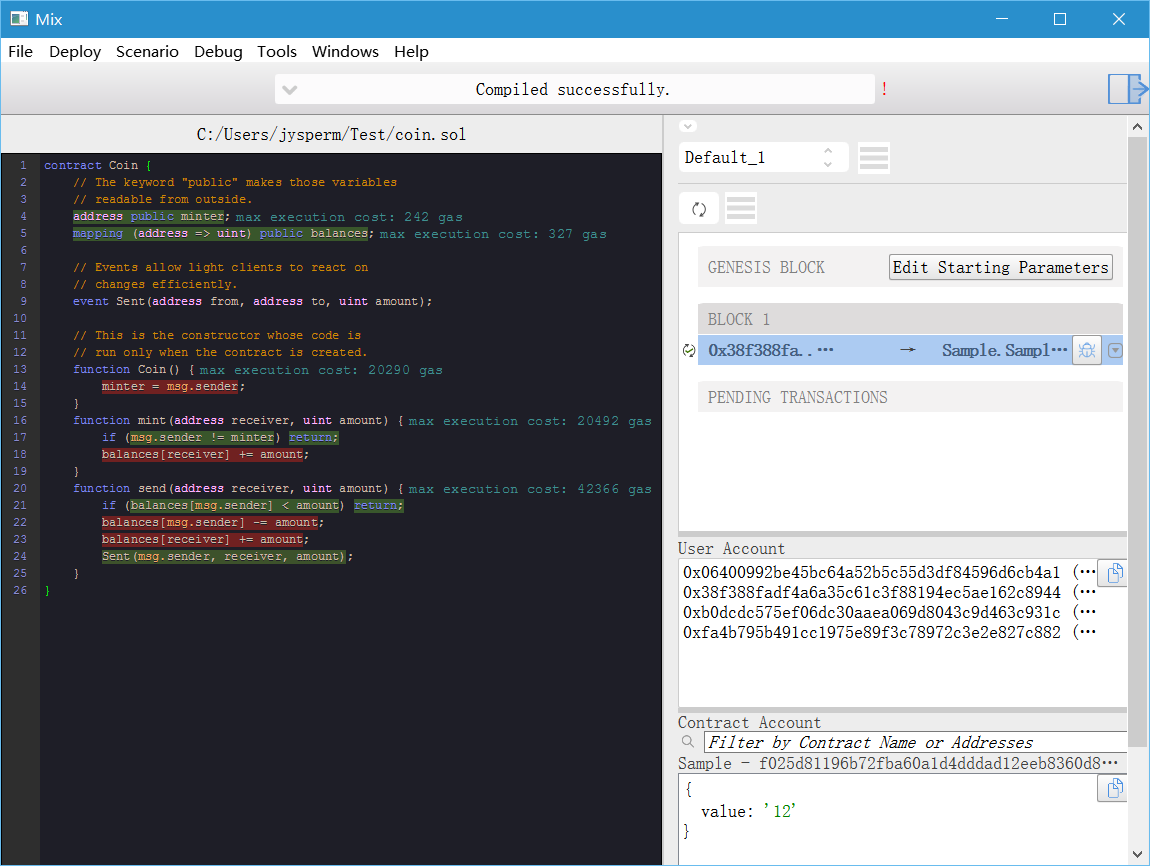 Mix
File Deploy Scenario Debug Tools Windows Help
Compiled successfully. !
C:/Users/jysperm/Test/coin.sol
1 contract Coin {
2 // The keyword "public" makes those variables
3 // readable from outside.
4 address public minter; max execution cost: 242 gas
5 mapping (address => uint) public balances; max execution cost: 327 gas
6
7 // Events allow light clients to react on
8 // changes efficiently.
9 event Sent(address from, address to, uint amount);
10
11 // This is the constructor whose code is
12 // run only when the contract is created.
13 function Coin() { max execution cost: 20290 gas
14 minter = msg.sender;
15 }
16 function mint(address receiver, uint amount) { max execution cost: 20492 gas
17 if (msg.sender != minter) return;
18 balances[receiver] += amount;
19 }
20 function send(address receiver, uint amount) { max execution cost: 42366 gas
21 if (balances[msg.sender] < amount) return;
22 balances[msg.sender] -= amount;
23 balances[receiver] += amount;
24 Sent(msg.sender, receiver, amount);
25 }
26 }
Default_1
GENESIS BLOCK Edit Starting Parameters
BLOCK 1
0x38f388fa..… → Sample.Sampl…
PENDING TRANSACTIONS
User Account
0x06400992be45bc64a52b5c55d3df84596d6cb4a1 (…
0x38f388fadf4a6a35c61c3f88194ec5ae162c8944 (…
0xb0dcdc575ef06dc30aaea069d8043c9d463c931c (…
0xfa4b795b491cc1975e89f3c78972c3e2e827c882 (…
Contract Account
Filter by Contract Name or Addresses
Sample - f025d81196b72fba60a1d4dddad12eeb8360d8…
{
value: '12'
}